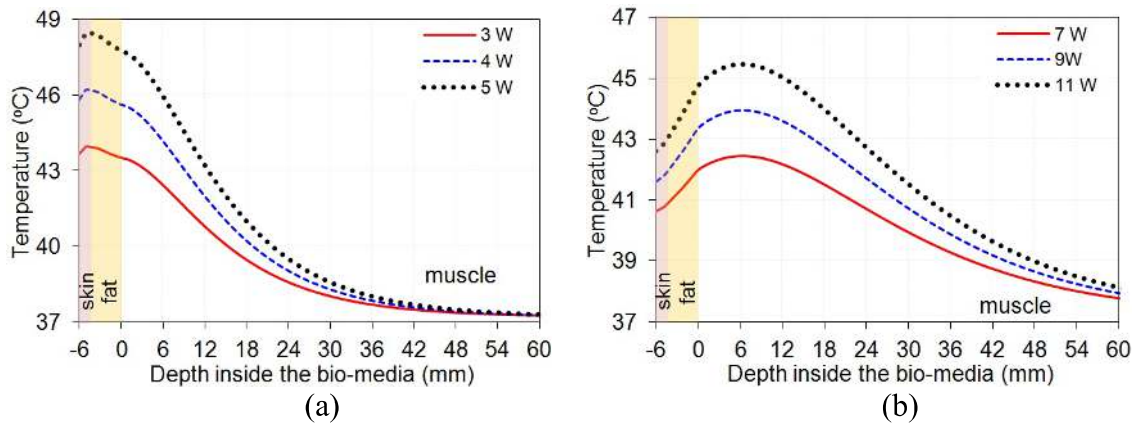 49
46
43
40
37
Temperature (ºC)
3 W
4 W
5 W
skin
fat
muscle
-6 0 6 12 18 24 30 36 42 48 54 60
Depth inside the bio-media (mm)
(a)
47
45
43
41
39
37
Temperature (ºC)
7 W
9W
11 W
skin
fat
muscle
-6 0 6 12 18 24 30 36 42 48 54 60
Depth inside the bio-media (mm)
(b)